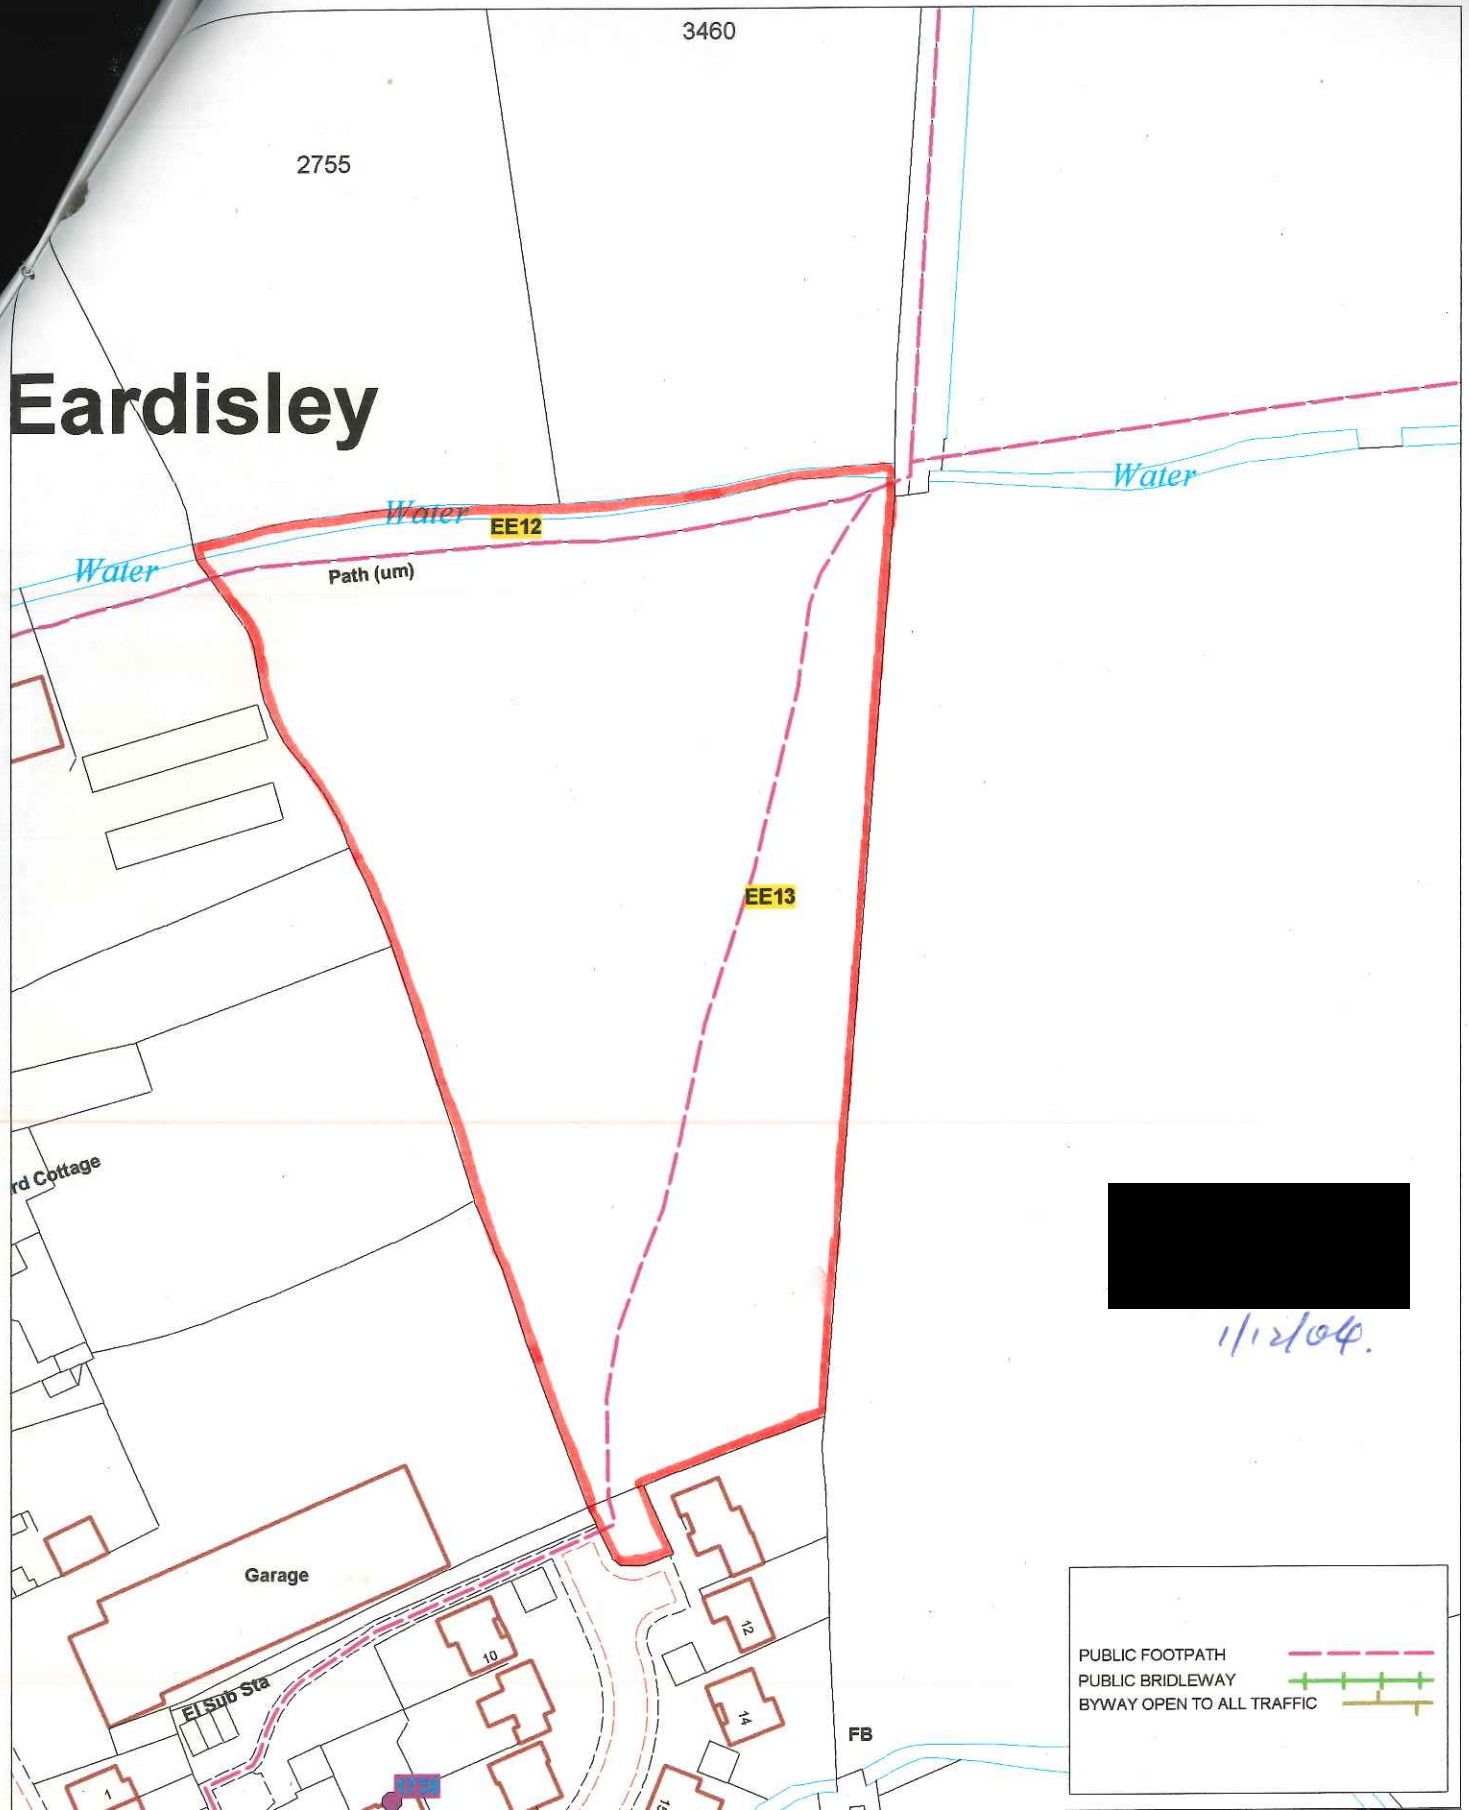 3460
2755
Eardisley
Water
Water
EE12
Water
Path (um)
EE13
rd Cottage
1/12/04.
Garage
PUBLIC FOOTPATH
PUBLIC BRIDLEWAY
BYWAY OPEN TO ALL TRAFFIC
12
10
El Sub Sta
14
FB
1738
1